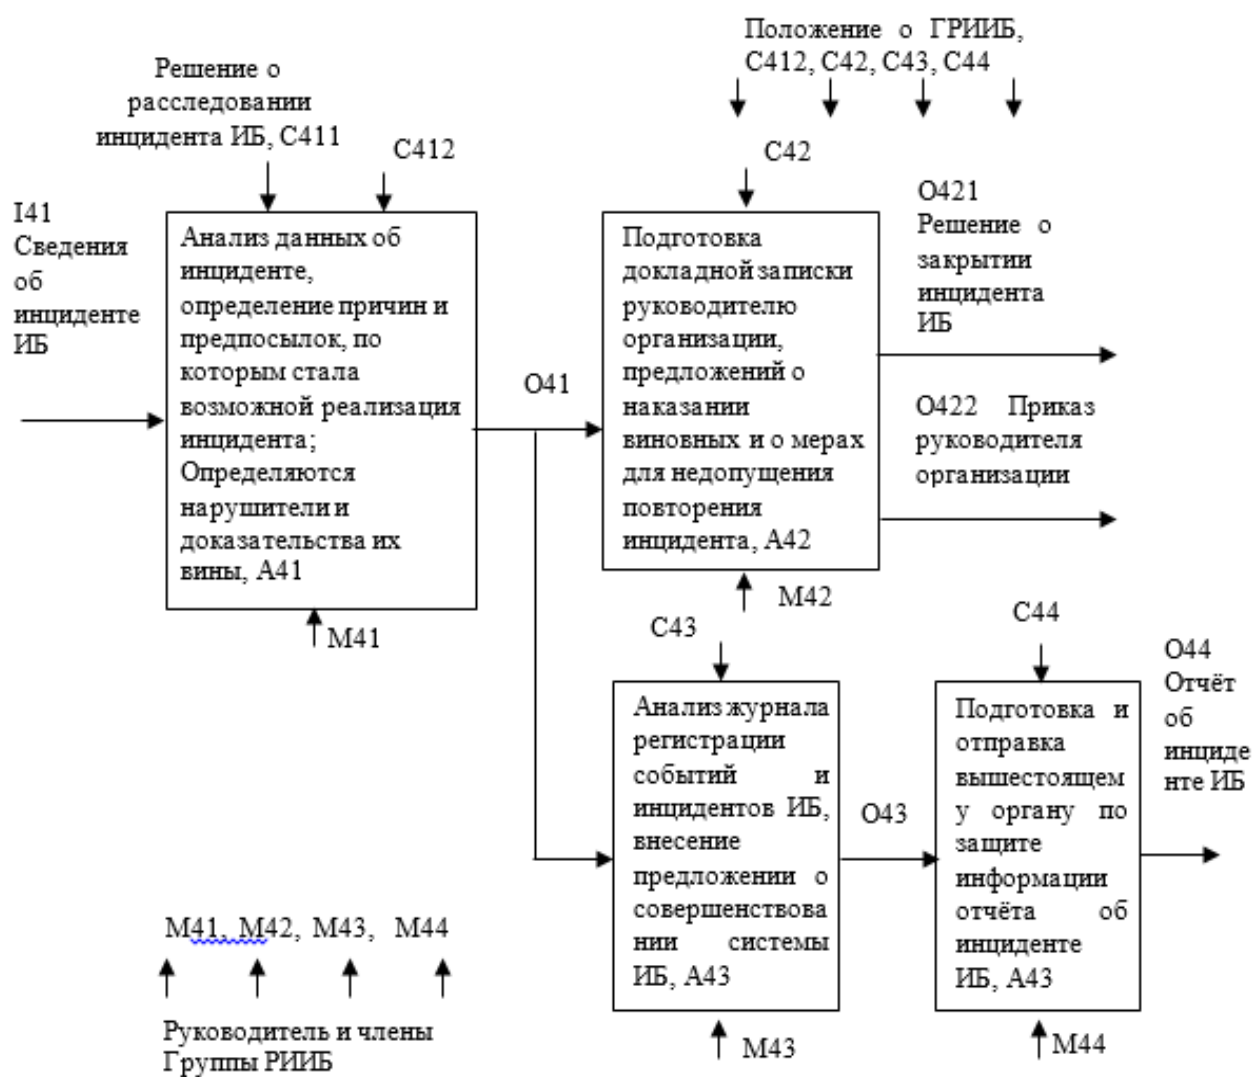 Положение о ГРИИБ,
С412, С42, С43, С44
Решение о
расследовании
инцидента ИБ, С411
С412
С42
I41
Сведения
об
инциденте
ИБ
Анализ данных об
инциденте,
определение причин и
предпосылок, по
которым стала
возможной реализация
инцидента;
Определяются
нарушители и
доказательства их
вины, А41
О41
Подготовка
докладной записки
руководителю
организации,
предложений о
наказании
виновных и о мерах
для недопущения
повторения
инцидента, А42
О421
Решение о
закрытии
инцидента
ИБ
О422 Приказ
руководителя
организации
М41
М42
С43
С44
Анализ журнала
регистрации
событий и
инцидентов ИБ,
внесение
предложении о
совершенствова
нии системы
ИБ, А43
О43
Подготовка и
отправка
вышестоящем
у органу по
защите
информации
отчёта об
инциденте
ИБ, А43
О44
Отчёт
об
инциде
нте ИБ
М43
М44
М41, М42, М43, М44
Руководитель и члены
Группы РИИБ